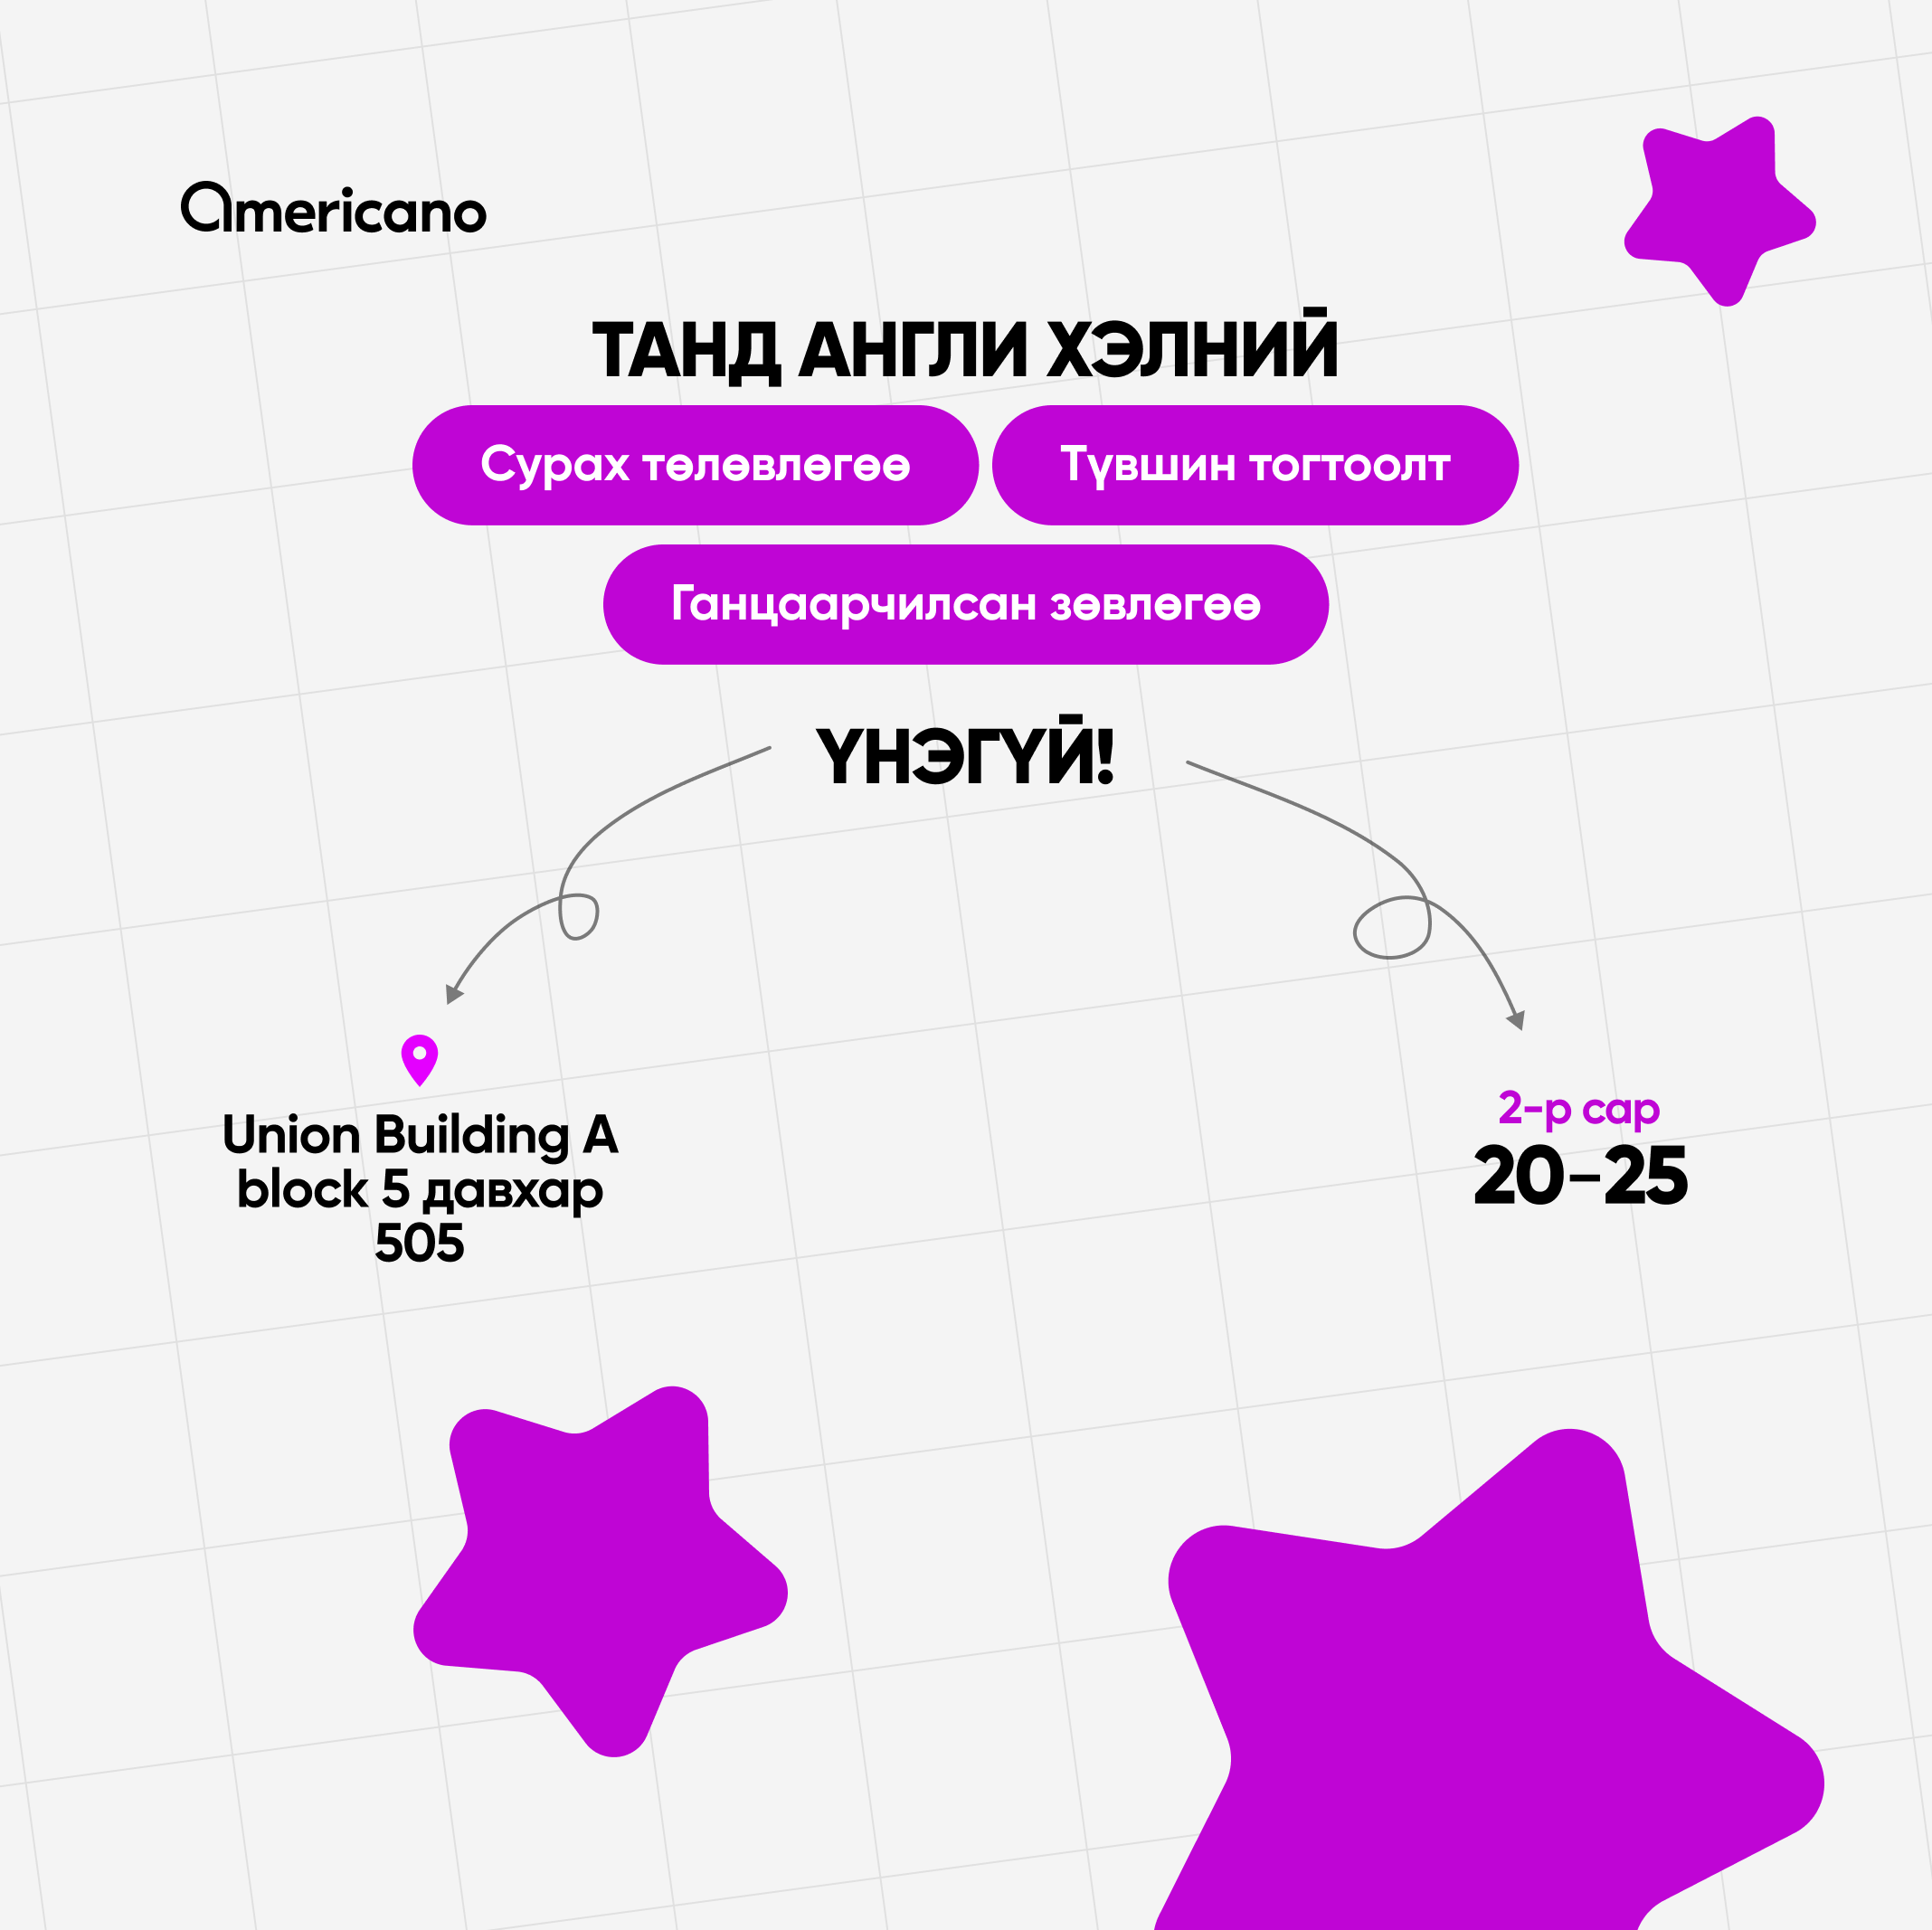 Americano
ТАНД АНГЛИ ХЭЛНИЙ
Сурах төлөвлөгөө
Түвшин тогтоолт
Ганцаарчилсан зөвлөгөө
ҮНЭГҮЙ!
Union Building A
block 5 давхар
505
2-р сар
20-25